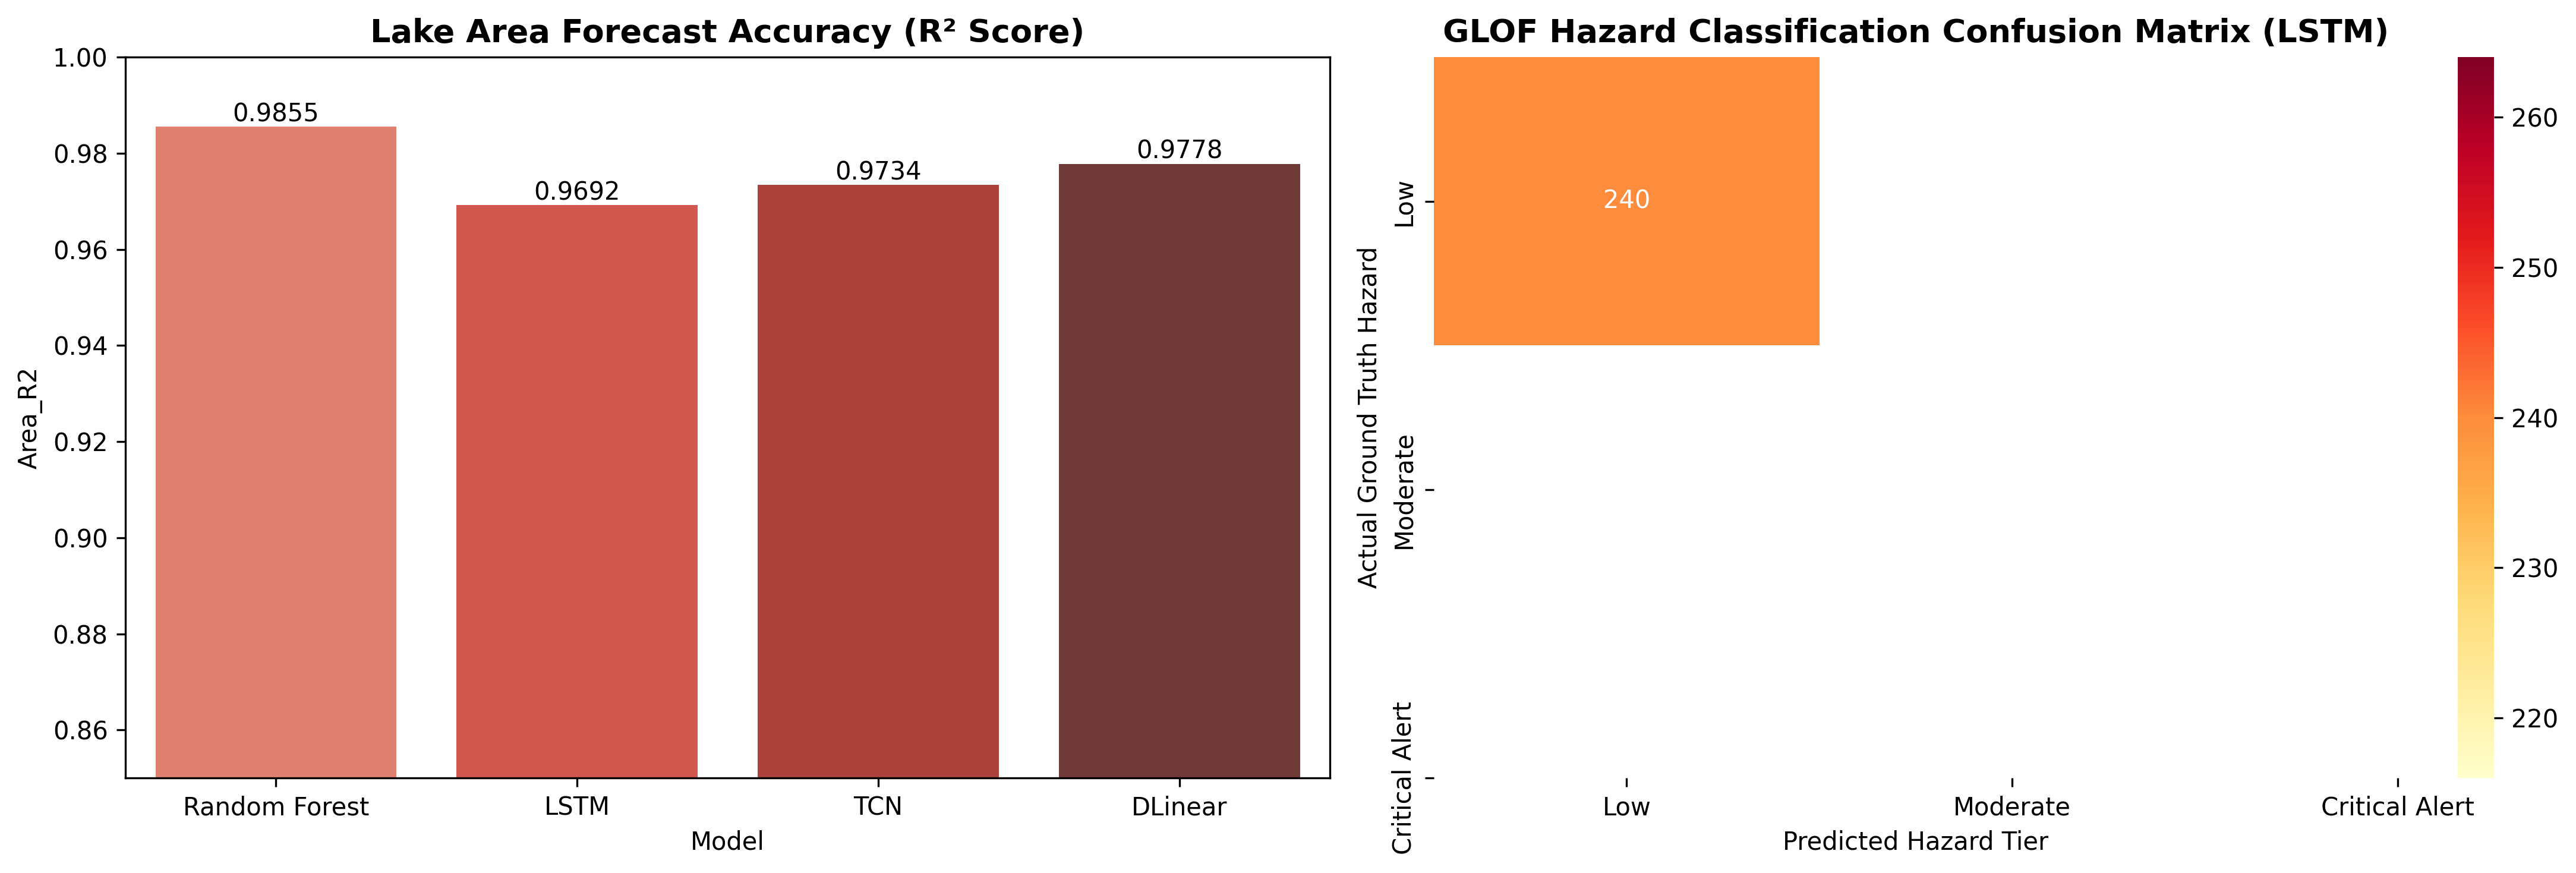 Lake Area Forecast Accuracy (R² Score)
1.00
0.98
0.96
0.94
0.92
0.90
0.88
0.86
Area_R2
0.9855
0.9692
0.9734
0.9778
Random Forest
LSTM
TCN
DLinear
Model
GLOF Hazard Classification Confusion Matrix (LSTM)
Actual Ground Truth Hazard
Low
Moderate
Critical Alert
240
Low
Moderate
Critical Alert
Predicted Hazard Tier
260
250
240
230
220